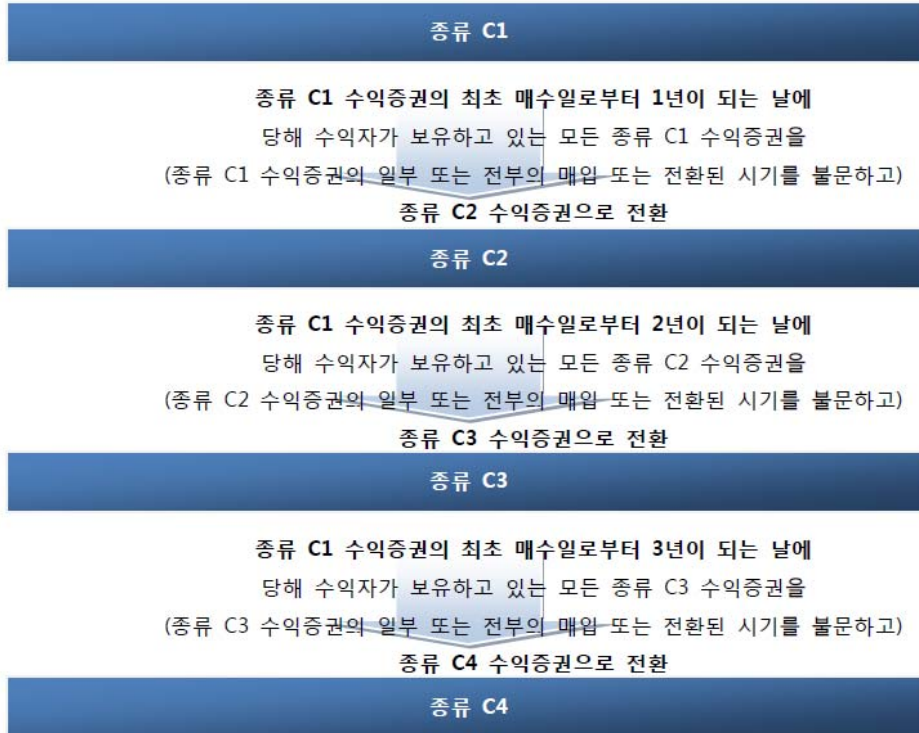 종류 C1
종류 C1 수익증권의 최초 매수일로부터 1년이 되는 날에
당해 수익자가 보유하고 있는 모든 종류 C1 수익증권을
(종류 C1 수익증권의 일부 또는 전부의 매입 또는 전환된 시기를 불문하고)
종류 C2 수익증권으로 전환
종류 C2
종류 C1 수익증권의 최초 매수일로부터 2년이 되는 날에
당해 수익자가 보유하고 있는 모든 종류 C2 수익증권을
(종류 C2 수익증권의 일부 또는 전부의 매입 또는 전환된 시기를 불문하고)
종류 C3 수익증권으로 전환
종류 C3
종류 C1 수익증권의 최초 매수일로부터 3년이 되는 날에
당해 수익자가 보유하고 있는 모든 종류 C3 수익증권을
(종류 C3 수익증권의 일부 또는 전부의 매입 또는 전환된 시기를 불문하고)
종류 C4 수익증권으로 전환
종류 C4